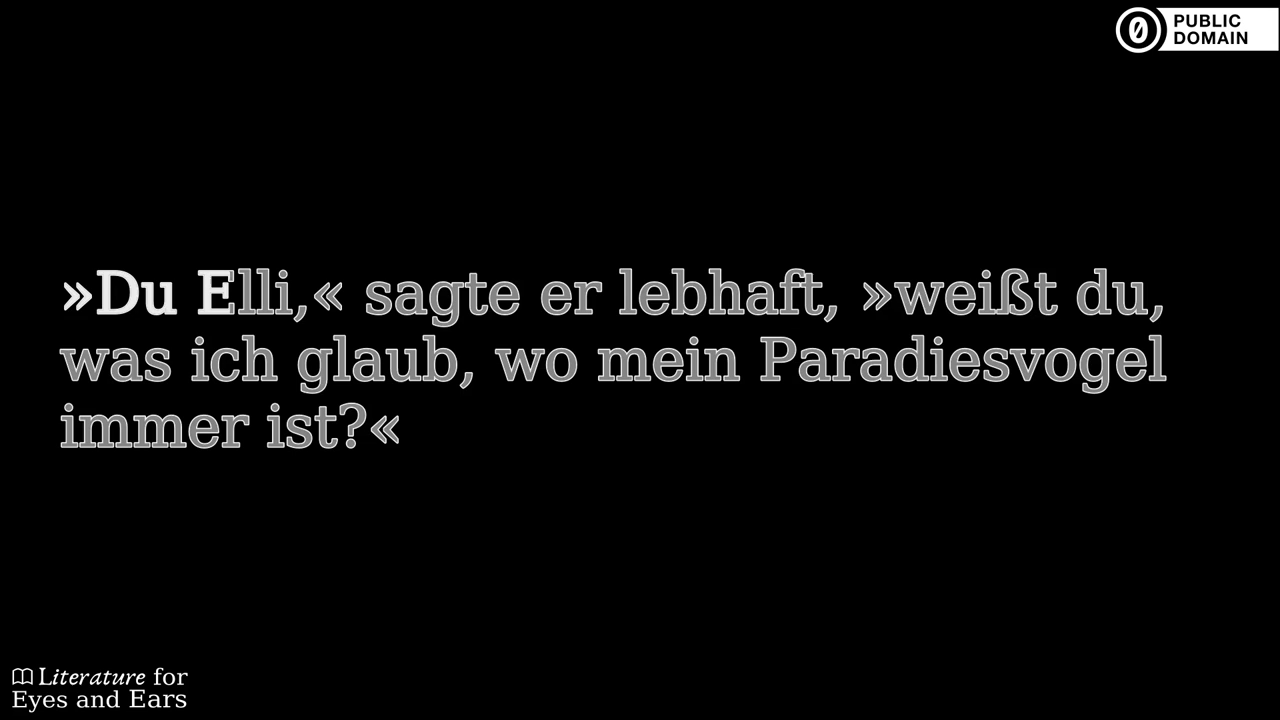 PUBLIC
DOMAIN
»Du Elli,« sagte er lebhaft, »weißt du,
was ich glaub, wo mein Paradiesvogel
immer ist?«
Literature for
Eyes and Ears